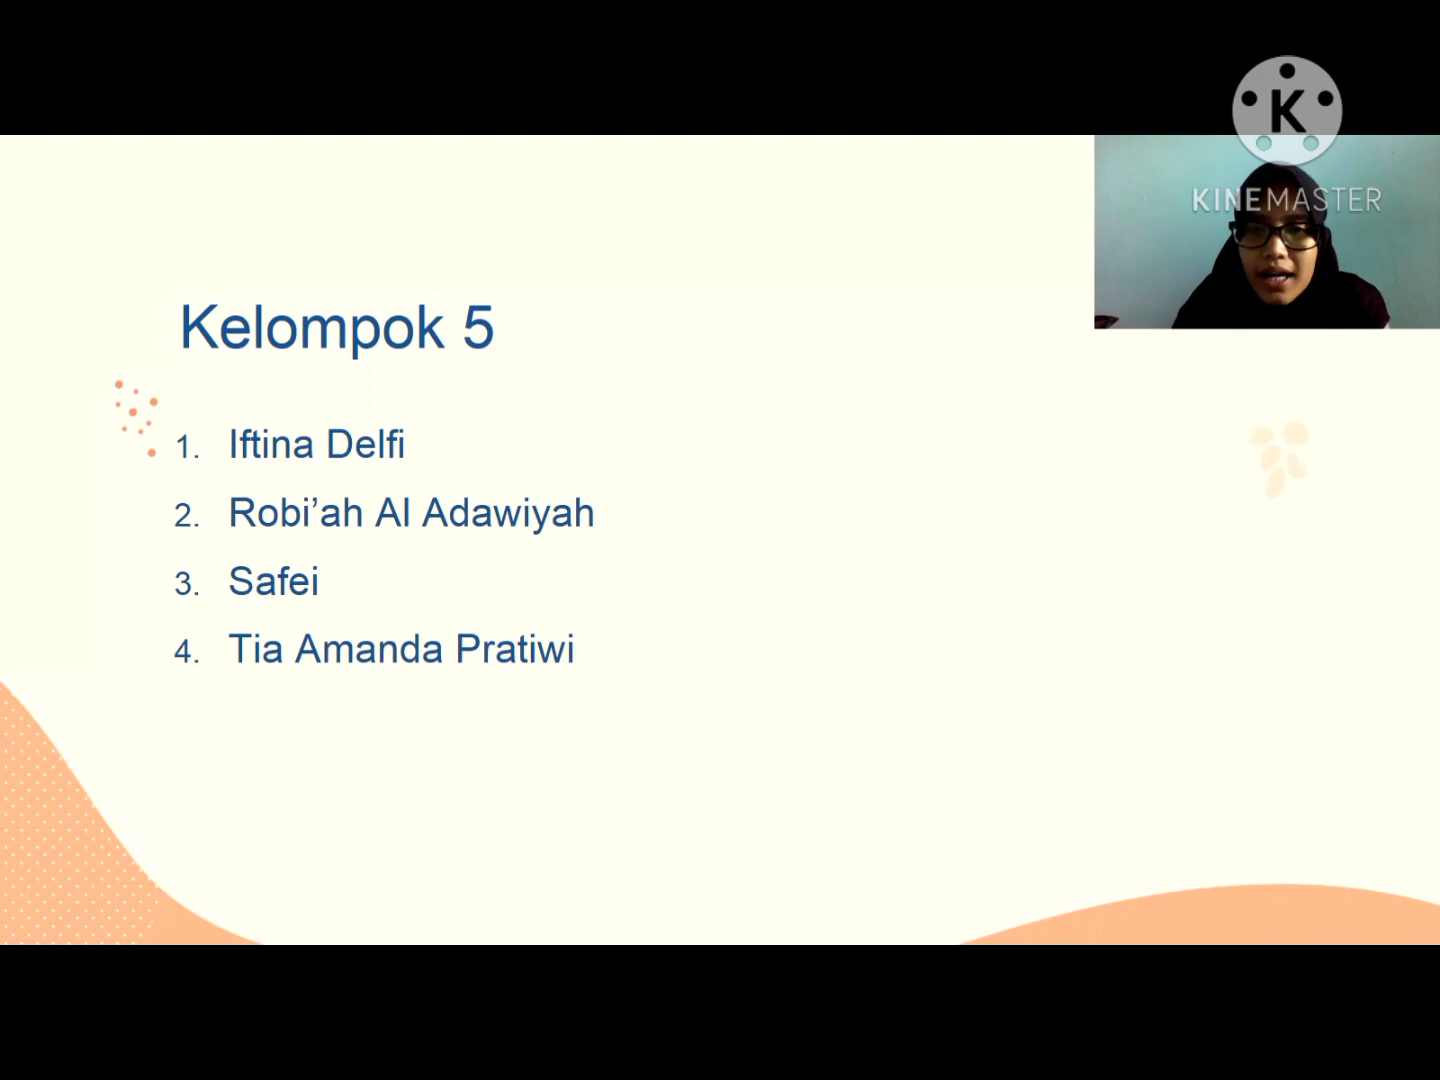 K
KINEMASTER
Kelompok 5
1. Iftina Delfi
2. Robi’ah Al Adawiyah
3. Safei
4. Tia Amanda Pratiwi